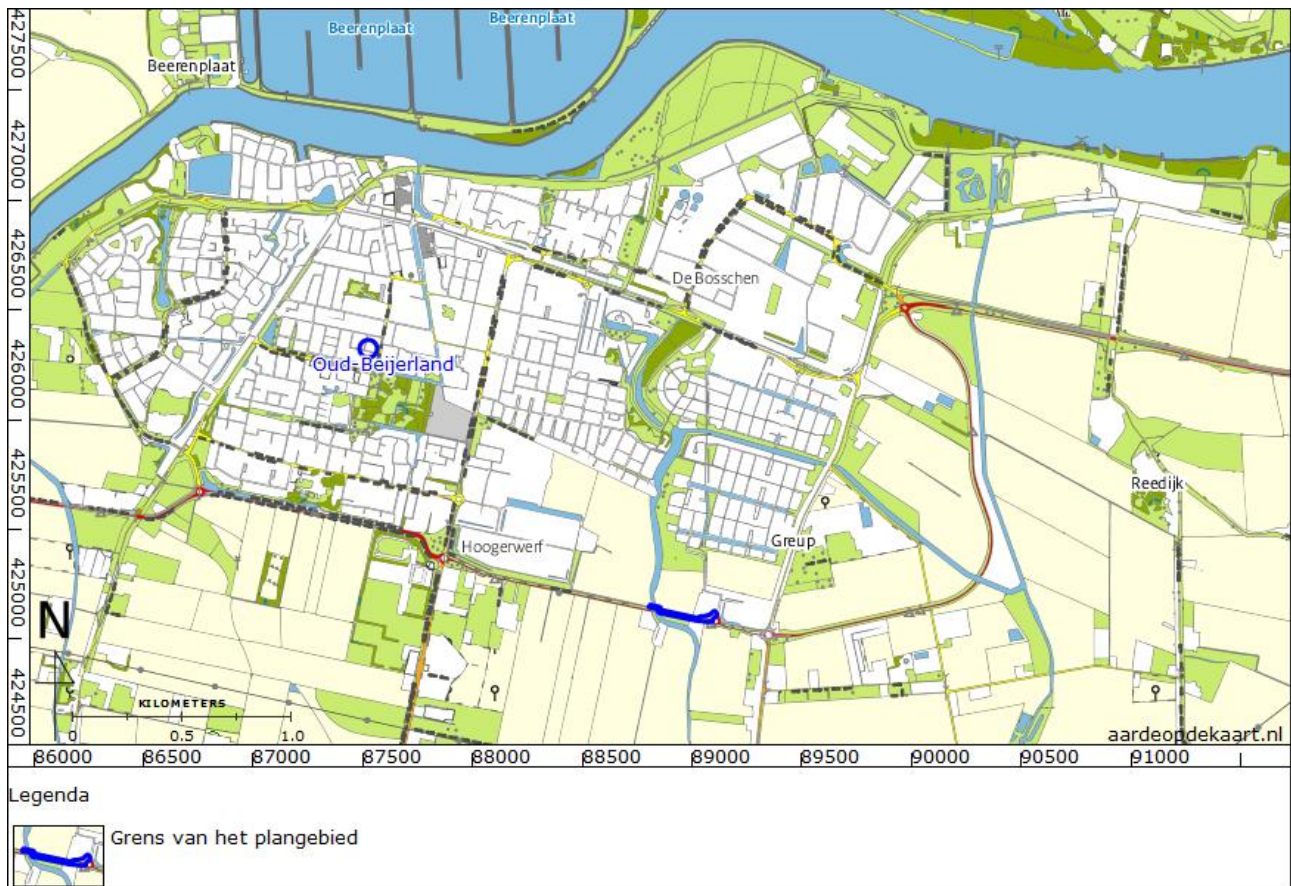 Beerenplaat
Beerenplaat
Beerenplaat
De Bosschen
Oud-Beijerland
Reedijk
Greup
Hoogerwerf
N
KILOMETERS
0 0.5 1.0
aardeopdekaart.nl
427500
427000
426500
426000
425500
425000
424500
86000 86500 87000 87500 88000 88500 89000 89500 90000 90500 91000
Legenda
Grens van het plangebied